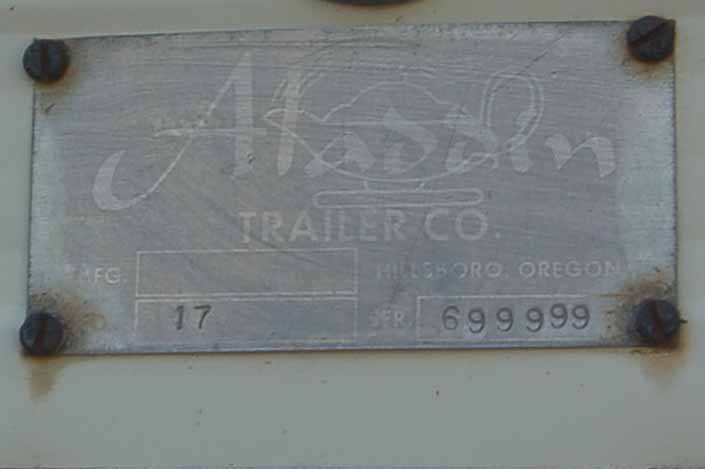 Aladdin
TRAILER CO.
MFG. HILLSBORO, OREGON
17 SER. 699999